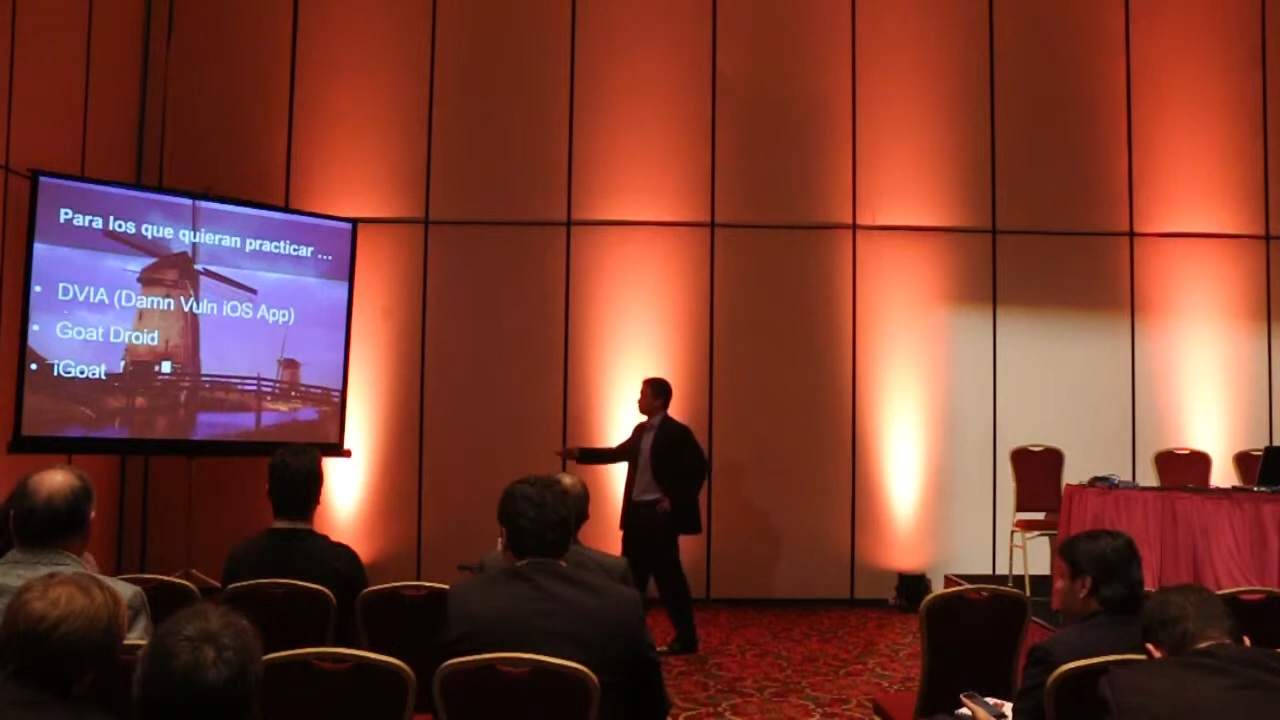 Para los que quieran practicar ...
• DVIA (Damn Vuln iOS App)
• Goat Droid
• iGoat